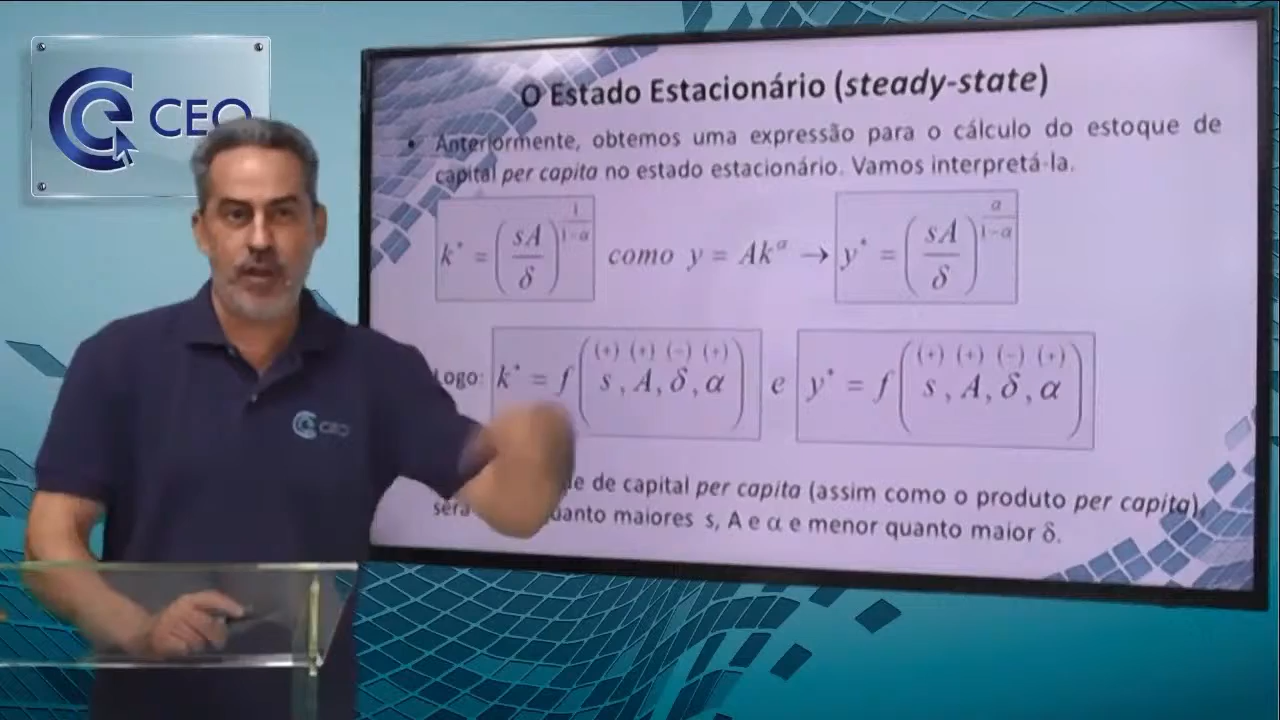 CEO
O Estado Estacionário (steady-state)
• Anteriormente, obtemos uma expressão para o cálculo do estoque de
capital per capita no estado estacionário. Vamos interpretá-la.
k* = (sA/δ)^(1/(1-α)) como y = Ak^α → y* = (sA/δ)^(α/(1-α))
(+) (+) (-) (+) (+) (+) (-) (+)
Logo: k* = f(s, A, δ, α) e y* = f(s, A, δ, α)
de capital per capita (assim como o produto per capita),
será quanto maiores s, A e α e menor quanto maior δ.
CEO